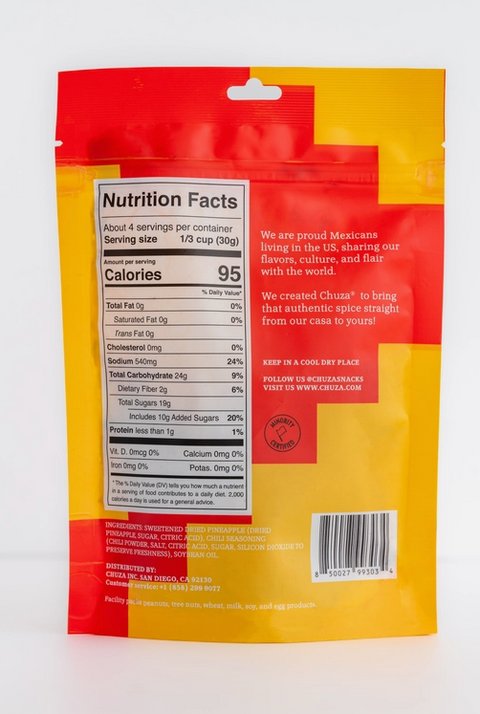 Nutrition Facts
About 4 servings per container
Serving size 1/3 cup (30g)
Amount per serving
Calories 95
% Daily Value*
Total Fat 0g 0%
Saturated Fat 0g 0%
Trans Fat 0g
Cholesterol 0mg 0%
Sodium 540mg 24%
Total Carbohydrate 24g 9%
Dietary Fiber 2g 6%
Total Sugars 19g
Includes 10g Added Sugars 20%
Protein less than 1g 1%
Vit. D. 0mcg 0% Calcium 0mg 0%
Iron 0mg 0% Potas. 0mg 0%
* The % Daily Value (DV) tells you how much a nutrient
in a serving of food contributes to a daily diet. 2,000
calories a day is used for a general advice.
INGREDIENTS: SWEETENED DRIED PINEAPPLE (DRIED
PINEAPPLE, SUGAR, CITRIC ACID), CHILI SEASONING
(CHILI POWDER, SALT, CITRIC ACID, SUGAR, SILICON DIOXIDE TO
PRESERVE FRESHNESS), SOYBEAN OIL.
DISTRIBUTED BY:
CHUZA INC. SAN DIEGO, CA 92130
Customer service: +1 (858) 209 9027
Facility peanuts, tree nuts, wheat, milk, soy, and egg products.
We are proud Mexicans
living in the US, sharing our
flavors, culture, and flair
with the world.
We created Chuza® to bring
that authentic spice straight
from our casa to yours!
KEEP IN A COOL DRY PLACE
FOLLOW US @CHUZASNACKS
VISIT US WWW.CHUZA.COM
MINORITY
CERTIFIED
8 50027 99303 4